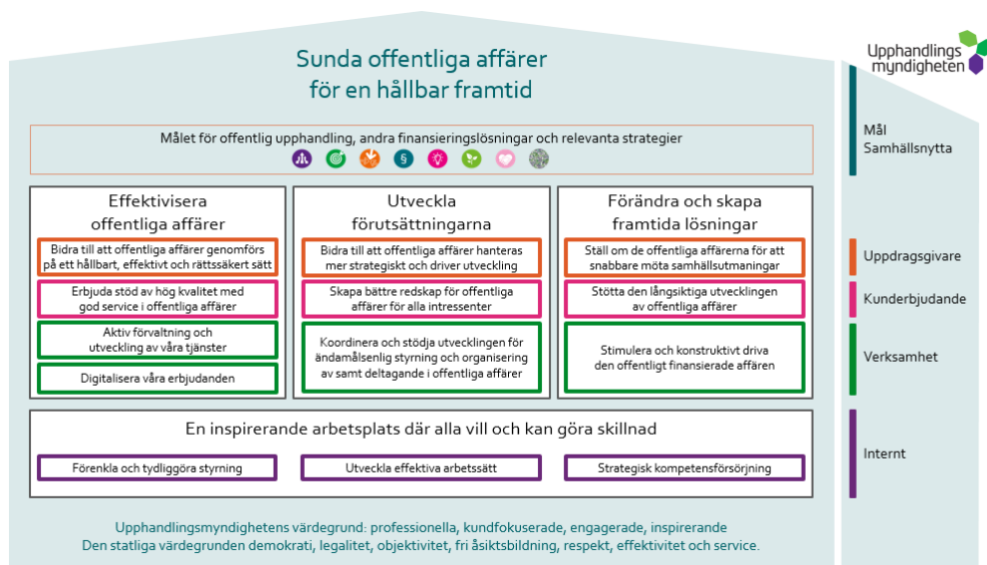 Sunda offentliga affärer
för en hållbar framtid
Upphandlings
myndigheten
Målet för offentlig upphandling, andra finansieringslösningar och relevanta strategier
§
Mål
Samhällsnytta
Effektivisera
offentliga affärer
Bidra till att offentliga affärer genomförs
på ett hållbart, effektivt och rättssäkert sätt
Erbjuda stöd av hög kvalitet med
god service i offentliga affärer
Aktiv förvaltning och
utveckling av våra tjänster
Digitalisera våra erbjudanden
Utveckla
förutsättningarna
Bidra till att offentliga affärer hanteras
mer strategiskt och driver utveckling
Skapa bättre redskap för offentliga
affärer för alla intressenter
Koordinera och stödja utvecklingen för
ändamålsenlig styrning och organisering
av samt deltagande i offentliga affärer
Förändra och skapa
framtida lösningar
Ställ om de offentliga affärerna för att
snabbare möta samhällsutmaningar
Stötta den långsiktiga utvecklingen
av offentliga affärer
Stimulera och konstruktivt driva
den offentligt finansierade affären
Uppdragsgivare
Kunderbjudande
Verksamhet
En inspirerande arbetsplats där alla vill och kan göra skillnad
Förenkla och tydliggöra styrning
Utveckla effektiva arbetssätt
Strategisk kompetensförsörjning
Internt
Upphandlingsmyndighetens värdegrund: professionella, kundfokuserade, engagerade, inspirerande
Den statliga värdegrunden demokrati, legalitet, objektivitet, fri åsiktsbildning, respekt, effektivitet och service.